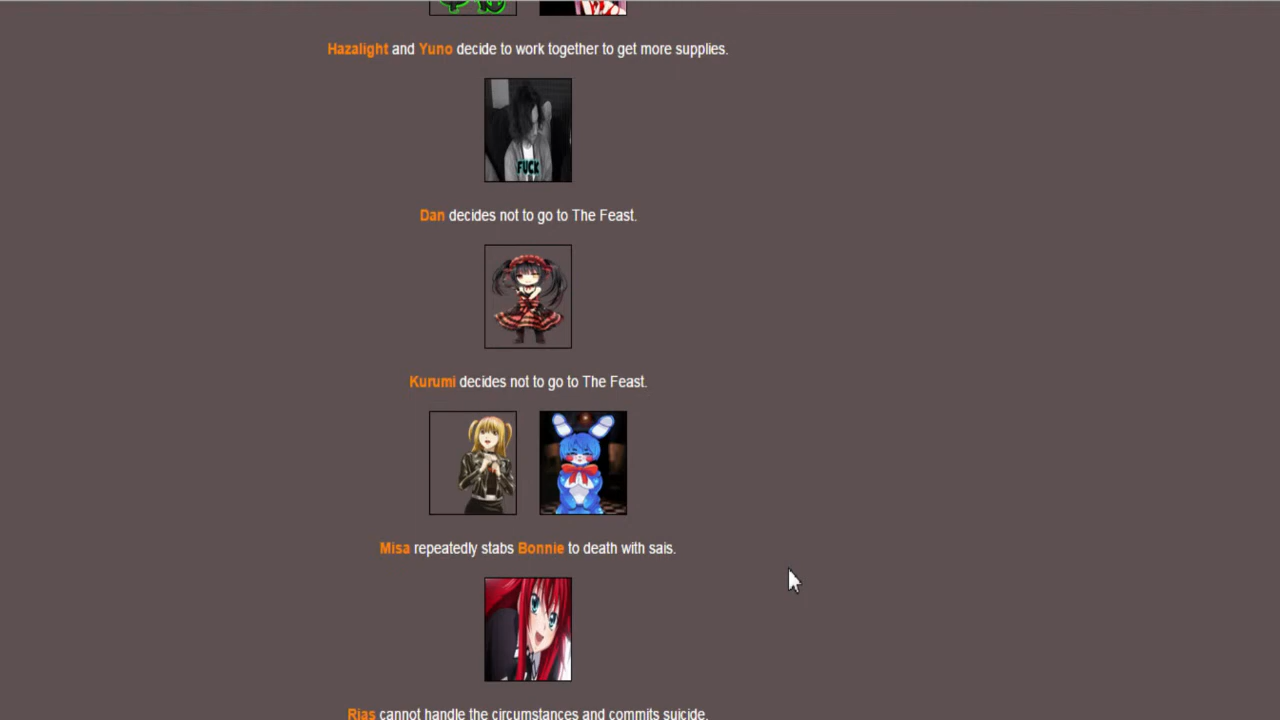 Hazalight and Yuno decide to work together to get more supplies.
FUCK
Dan decides not to go to The Feast.
Kurumi decides not to go to The Feast.
Misa repeatedly stabs Bonnie to death with sais.
Rias cannot handle the circumstances and commits suicide.